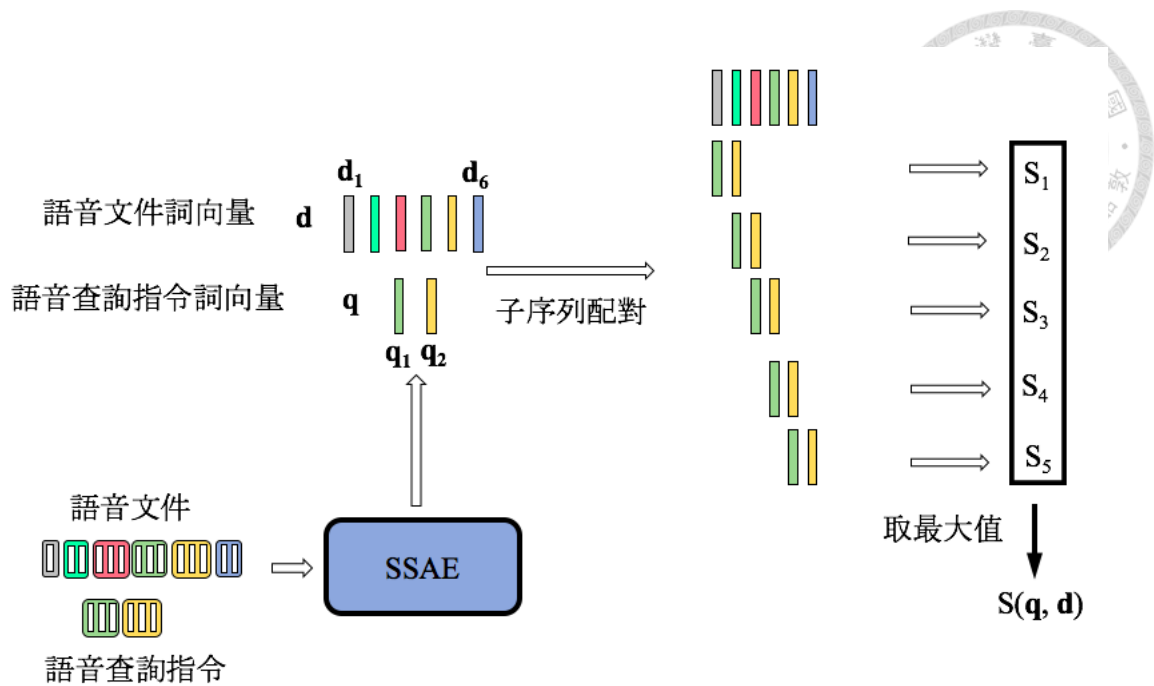 d₁ d₆
語音文件詞向量 d
語音查詢指令詞向量 q
q₁ q₂
子序列配對
S₁
S₂
S₃
S₄
S₅
取最大值
S(q, d)
語音文件
SSAE
語音查詢指令